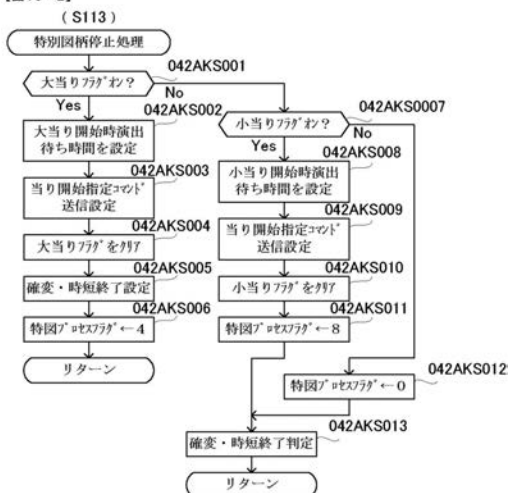 (S113)
特別図柄停止処理
042AKS001
大当りフラグオン?
No
Yes
042AKS002
大当り開始時演出
待ち時間を設定
042AKS003
当り開始指定コマンド
送信設定
042AKS004
大当りフラグをクリア
042AKS005
確変・時短終了設定
042AKS006
特図プロセスフラグ←4
リターン
042AKS0007
小当りフラグオン?
No
Yes
042AKS008
小当り開始時演出
待ち時間を設定
042AKS009
当り開始指定コマンド
送信設定
042AKS010
小当りフラグをクリア
042AKS011
特図プロセスフラグ←8
042AKS012
特図プロセスフラグ←0
042AKS013
確変・時短終了判定
リターン